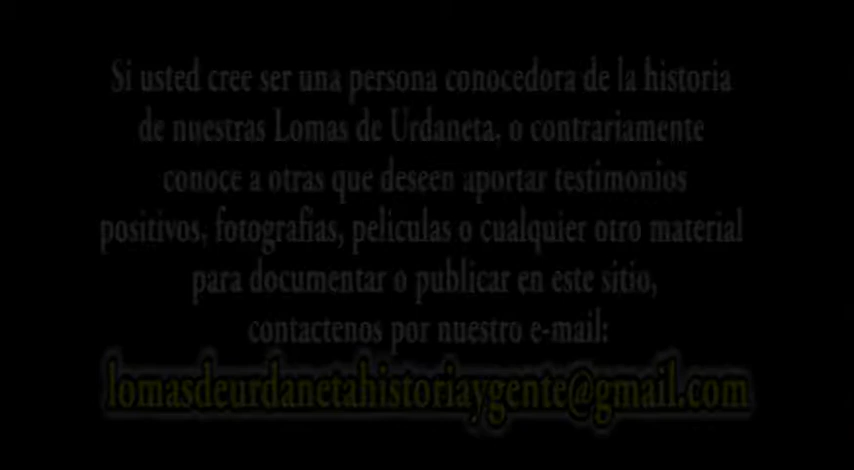 Si usted cree ser una persona conocedora de la historia
de nuestras Lomas de Urdaneta, o contrariamente
conoce a otras que deseen aportar testimonios
positivos, fotografías, peliculas o cualquier otro material
para documentar o publicar en este sitio,
contactenos por nuestro e-mail:
lomasdeurdanetahistoriaygente@gmail.com